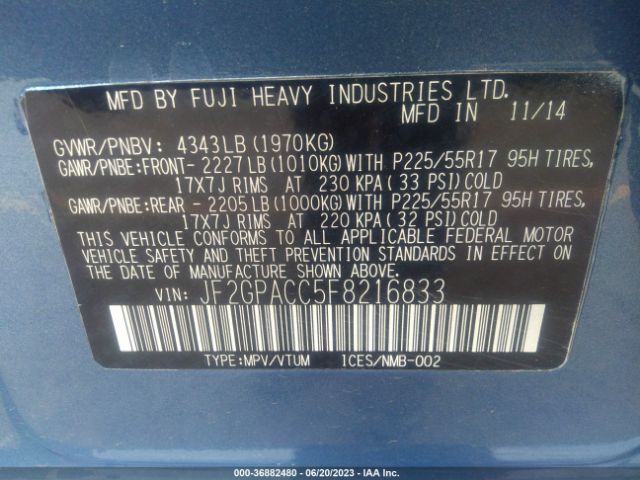 MFD BY FUJI HEAVY INDUSTRIES LTD.
MFD IN 11/14
GVWR/PNBV: 4343LB(1970KG)
GAWR/PNBE:FRONT- 2227LB(1010KG)WITH P225/55R17 95H TIRES,
17X7J RIMS AT 230 KPA(33 PSI)COLD
GAWR/PNBE:REAR - 2205LB(1000KG)WITH P225/55R17 95H TIRES,
17X7J RIMS AT 220 KPA(32 PSI)COLD
THIS VEHICLE CONFORMS TO ALL APPLICABLE FEDERAL MOTOR
VEHICLE SAFETY AND THEFT PREVENTION STANDARDS IN EFFECT ON
THE DATE OF MANUFACTURE SHOWN ABOVE.
VIN: JF2GPACC5F8216833
TYPE:MPV/VTUM ICES/NMB-002
000-36882480 - 06/20/2023 - IAA Inc.